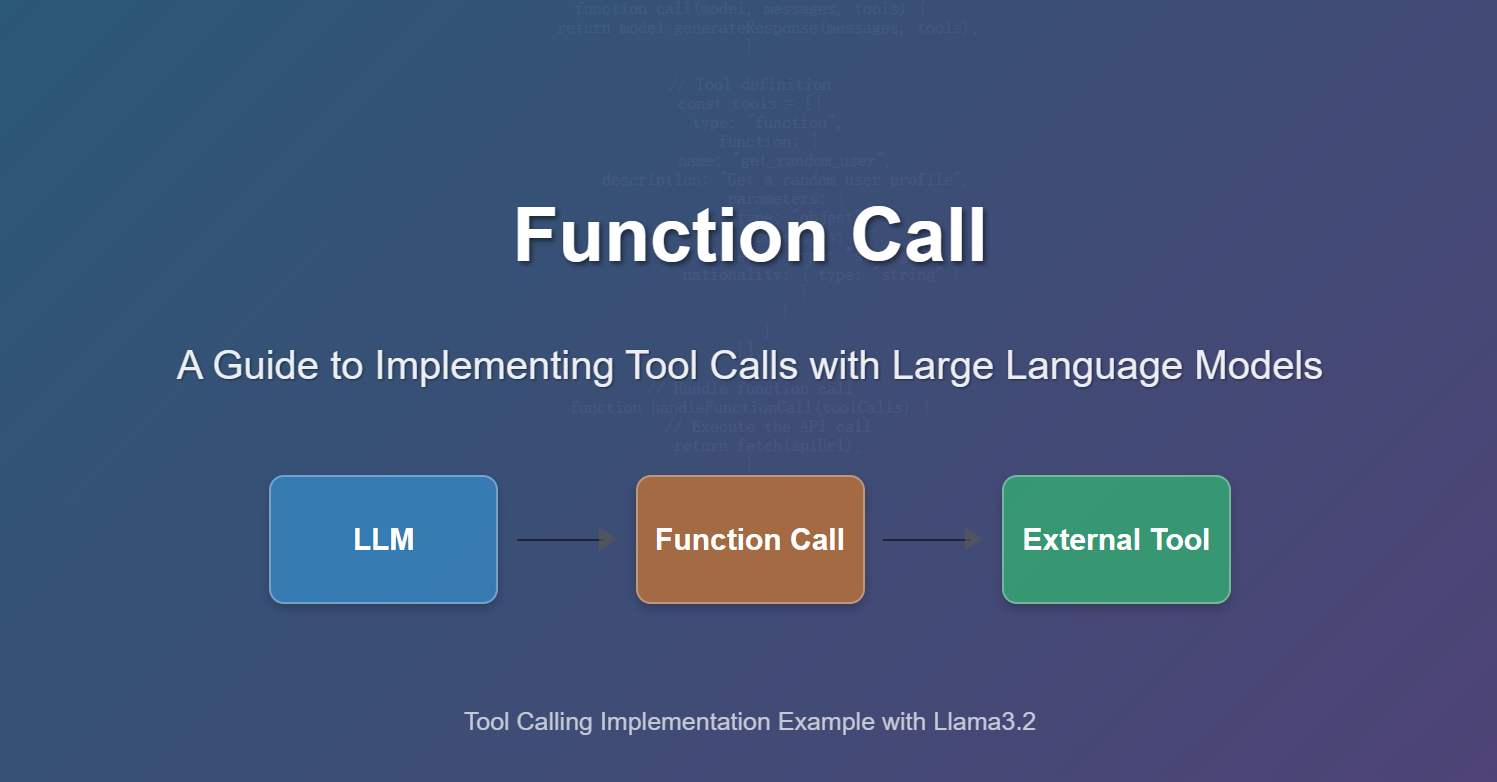 function call(model, messages, tools) {
return model.generateResponse(messages, tools);
}
// Tool definition
const tools = [{
type: "function",
function: {
name: "get_random_user",
description: "Get a random user profile",
parameters: {
Function Call
nationality: { type: "string" }
}
}
}
A Guide to Implementing Tool Calls with Large Language Models
// Handle function call
function handleFunctionCall(toolCalls) {
// Execute the API call
return fetch(apiUrl);
}
LLM
Function Call
External Tool
Tool Calling Implementation Example with Llama3.2